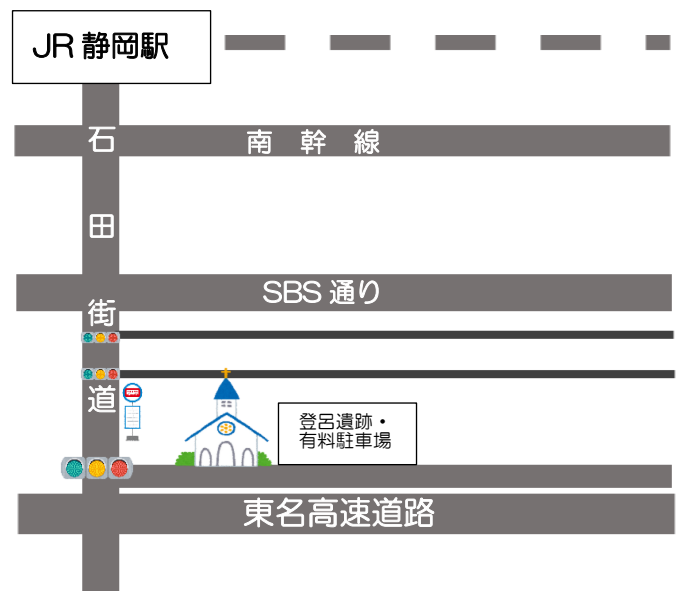 JR 静岡駅
石田街道
南 幹 線
SBS 通り
登呂遺跡・
有料駐車場
東名高速道路